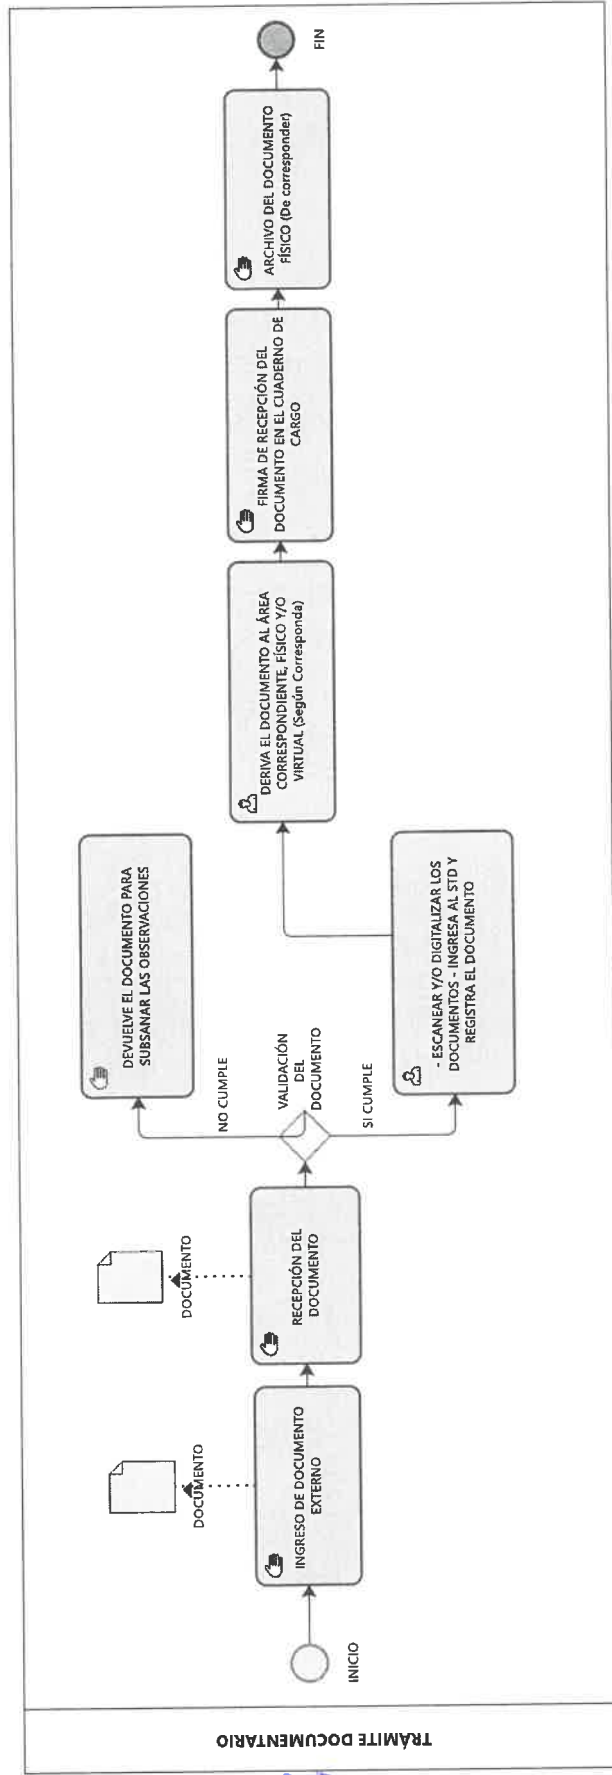 TRÁMITE DOCUMENTARIO
INICIO
INGRESO DE DOCUMENTO
EXTERNO
DOCUMENTO
RECEPCIÓN DEL
DOCUMENTO
DOCUMENTO
VALIDACIÓN
DEL
DOCUMENTO
NO CUMPLE
SI CUMPLE
DEVUELVE EL DOCUMENTO PARA
SUBSANAR LAS OBSERVACIONES
- ESCANEAR Y/O DIGITALIZAR LOS
DOCUMENTOS - INGRESA AL STD Y
REGISTRA EL DOCUMENTO
DERIVA EL DOCUMENTO AL ÁREA
CORRESPONDIENTE, FÍSICO Y/O
VIRTUAL (Según Corresponda)
FIRMA DE RECEPCIÓN DEL
DOCUMENTO EN EL CUADERNO DE
CARGO
ARCHIVO DEL DOCUMENTO
FÍSICO (De corresponder)
FIN